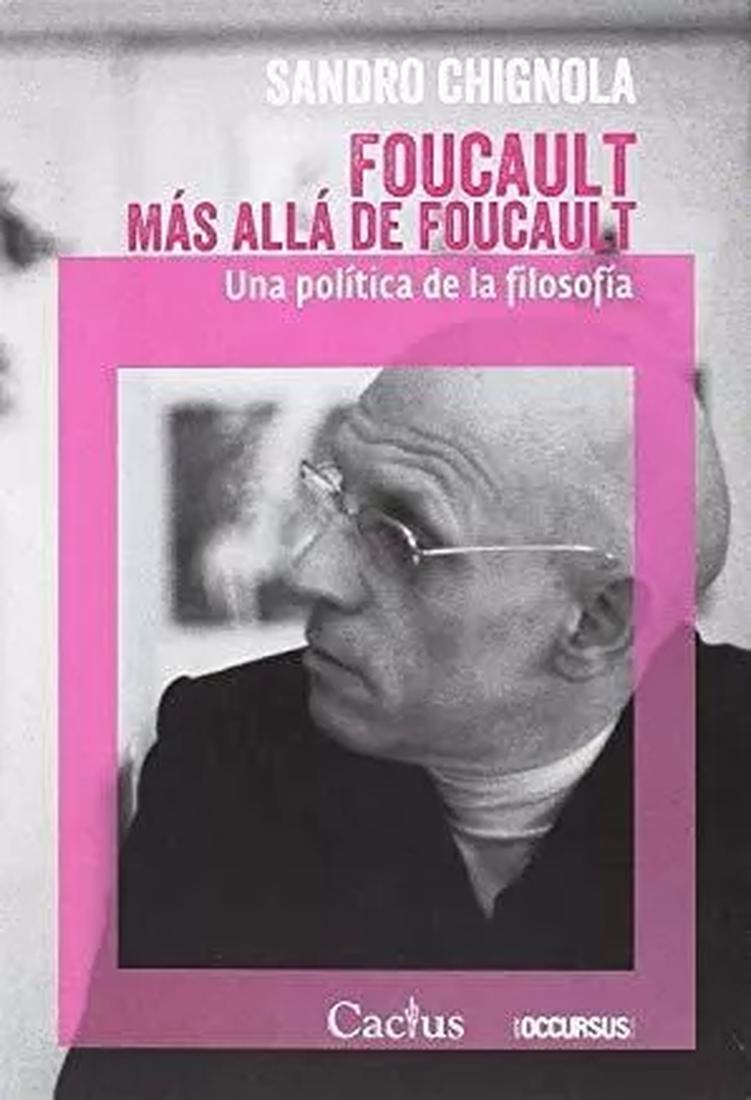 SANDRO CHIGNOLA
FOUCAULT
MÁS ALLÁ DE FOUCAULT
Una política de la filosofía
Cactus
OCCURSUS